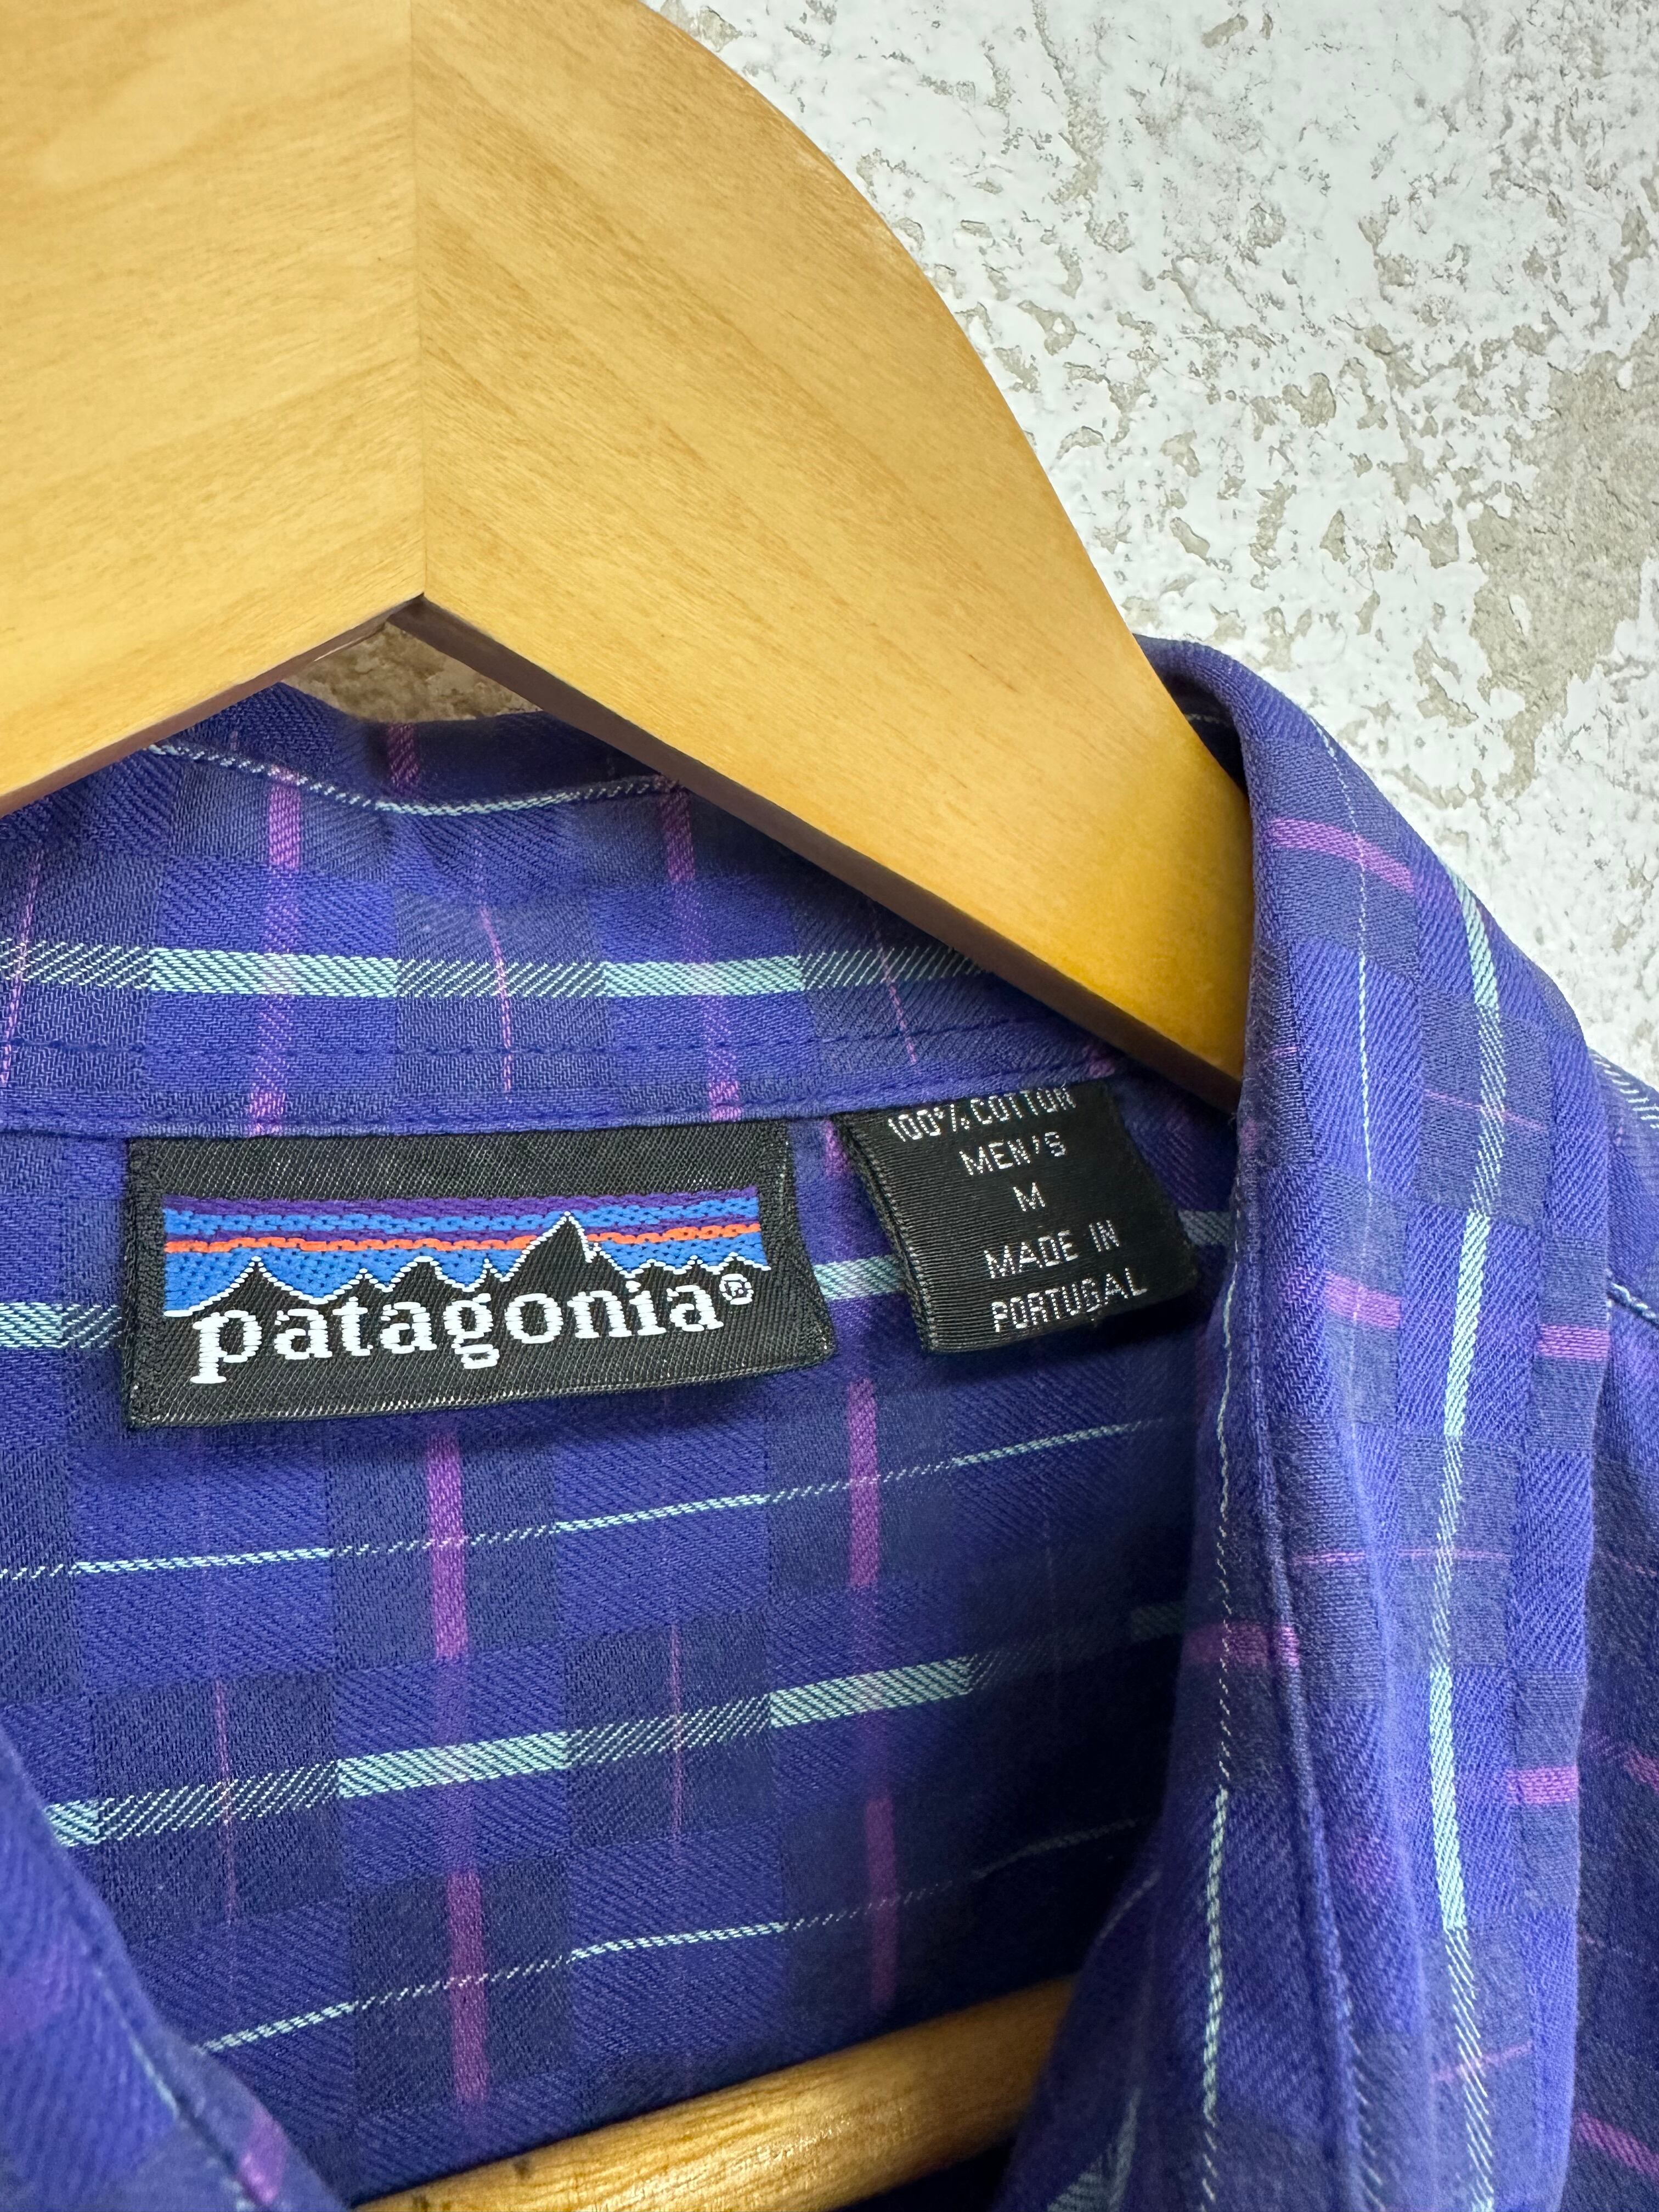 patagonia®
100% COTTON
MEN'S
M
MADE IN
PORTUGAL